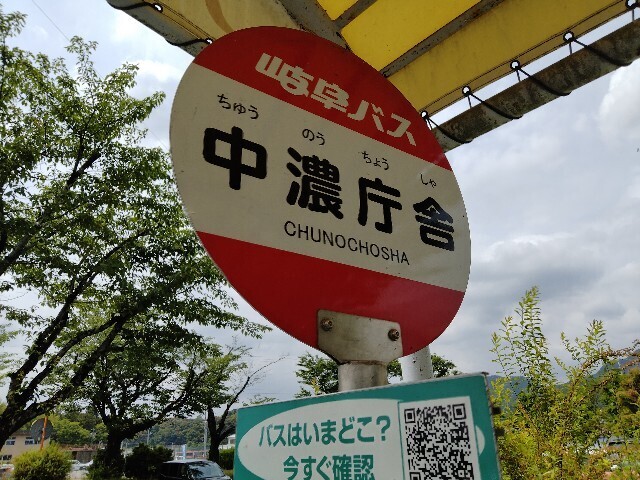 岐阜バス
ちゅう のう ちょう しゃ
中濃庁舎
CHUNOCHOSHA
バスはいまどこ?
今すぐ確認